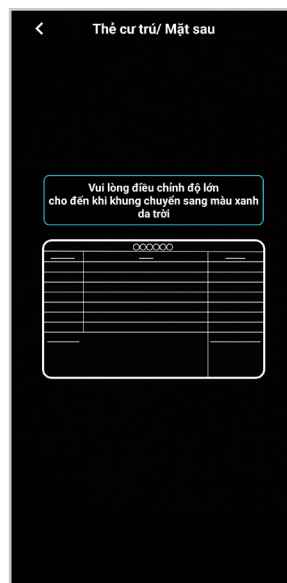 Thẻ cư trú/ Mặt sau
Vui lòng điều chỉnh độ lớn
cho đến khi khung chuyển sang màu xanh
da trời